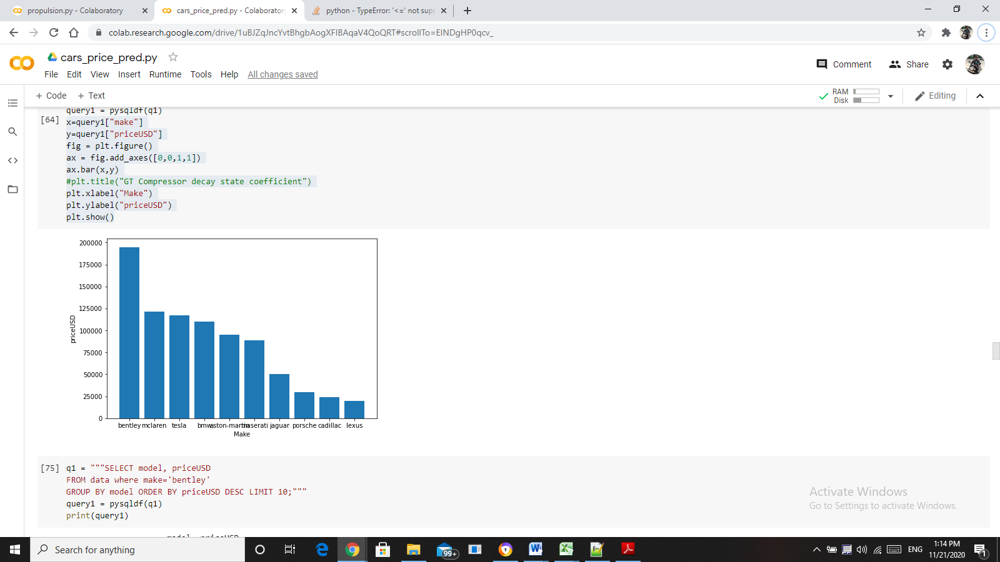 propulsion.py - Colaboratory
cars_price_pred.py - Colaboratory
python - TypeError: '<=' not supp
colab.research.google.com/drive/1uBJZqJncYvtBhgbAogXFIBAqaV4QoQRT#scrollTo=EINDgHP0qcv_
cars_price_pred.py
Comment
Share
File Edit View Insert Runtime Tools Help All changes saved
+ Code + Text
RAM
Disk
Editing
query1 = pysqldf(q1)
[64] x=query1["make"]
y=query1["priceUSD"]
fig = plt.figure()
ax = fig.add_axes([0,0,1,1])
ax.bar(x,y)
#plt.title("GT Compressor decay state coefficient")
plt.xlabel("Make")
plt.ylabel("priceUSD")
plt.show()
200000
175000
150000
125000
100000
75000
50000
25000
0
priceUSD
bentley mclaren tesla bmw aston-martin maserati jaguar porsche cadillac lexus
Make
[75] q1 = """SELECT model, priceUSD
FROM data where make='bentley'
GROUP BY model ORDER BY priceUSD DESC LIMIT 10;"""
query1 = pysqldf(q1)
print(query1)
model priceUSD
Activate Windows
Go to Settings to activate Windows.
Search for anything
99+
ENG
1:14 PM
11/21/2020
1